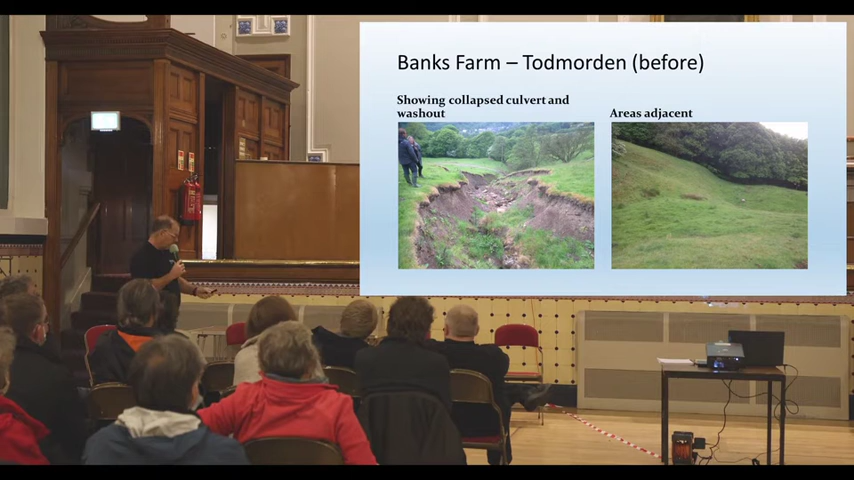 Banks Farm – Todmorden (before)
Showing collapsed culvert and
washout
Areas adjacent